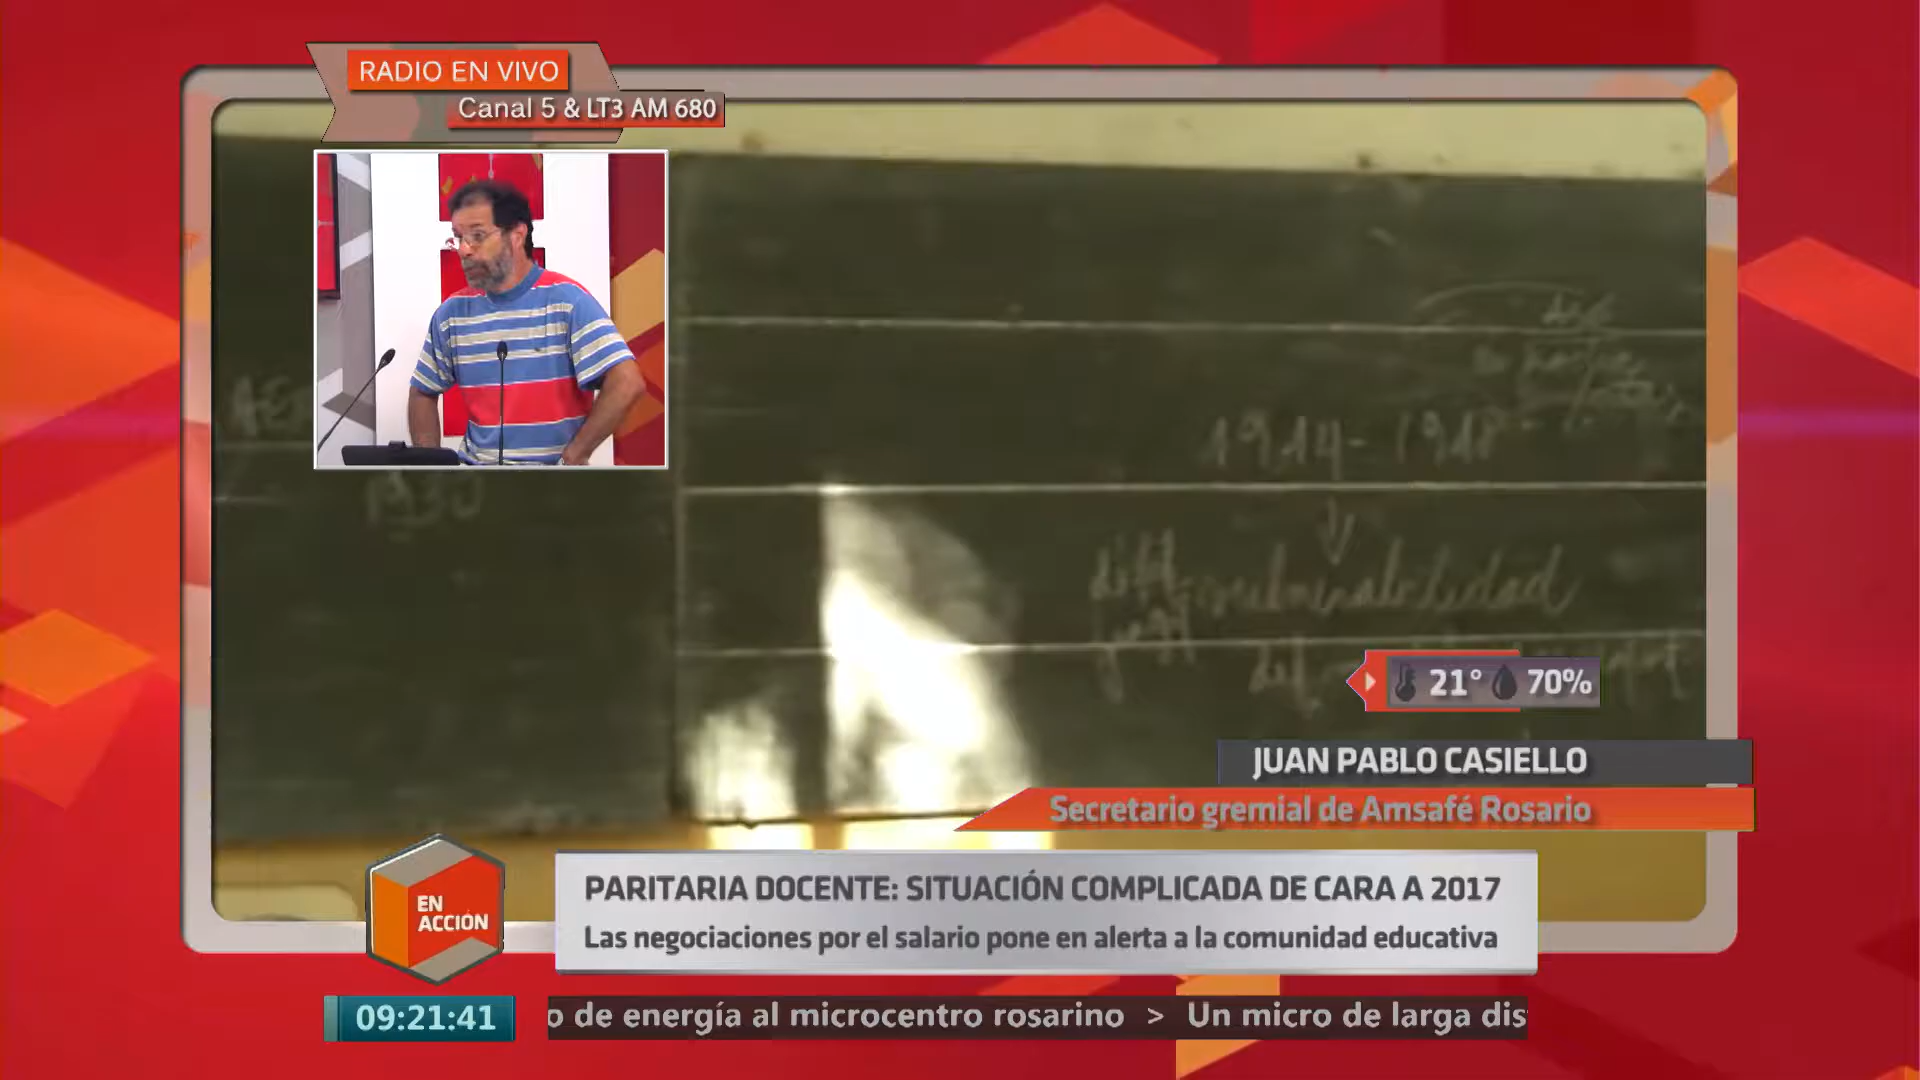 RADIO EN VIVO
Canal 5 & LT3 AM 680
1930
1914-1918
vulnerabilidad
21° 70%
JUAN PABLO CASIELLO
Secretario gremial de Amsafé Rosario
EN
ACCIÓN
PARITARIA DOCENTE: SITUACIÓN COMPLICADA DE CARA A 2017
Las negociaciones por el salario pone en alerta a la comunidad educativa
09:21:41
o de energía al microcentro rosarino > Un micro de larga dis